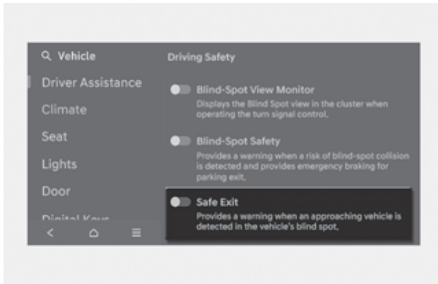 Vehicle
Driver Assistance
Climate
Seat
Lights
Door
Digital Keys
Driving Safety
Blind-Spot View Monitor
Displays the Blind Spot view in the cluster when
operating the turn signal control.
Blind-Spot Safety
Provides a warning when a risk of blind-spot collision
is detected and provides emergency braking for
parking exit.
Safe Exit
Provides a warning when an approaching vehicle is
detected in the vehicle's blind spot.